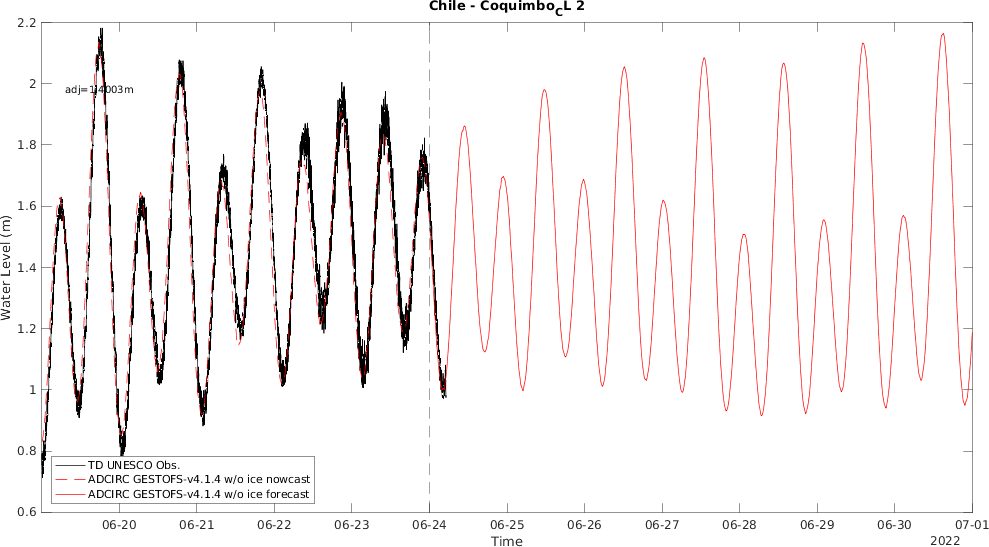 Chile - CoquimboCL 2
2.2
2
1.8
1.6
1.4
1.2
1
0.8
0.6
Water Level (m)
adj=1.4003m
TD UNESCO Obs.
ADCIRC GESTOFS-v4.1.4 w/o ice nowcast
ADCIRC GESTOFS-v4.1.4 w/o ice forecast
06-20 06-21 06-22 06-23 06-24 06-25 06-26 06-27 06-28 06-29 06-30 07-01
Time
2022